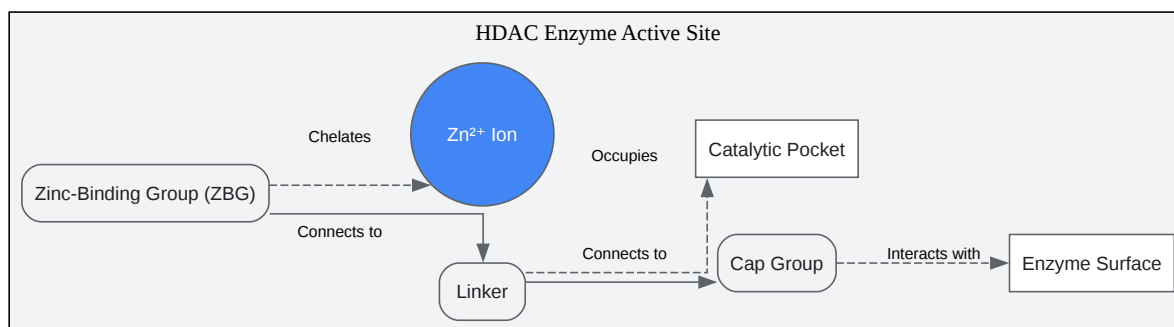 HDAC Enzyme Active Site
Zn²⁺ Ion
Chelates
Occupies
Catalytic Pocket
Zinc-Binding Group (ZBG)
Connects to
Connects to
Cap Group
Interacts with
Enzyme Surface
Linker